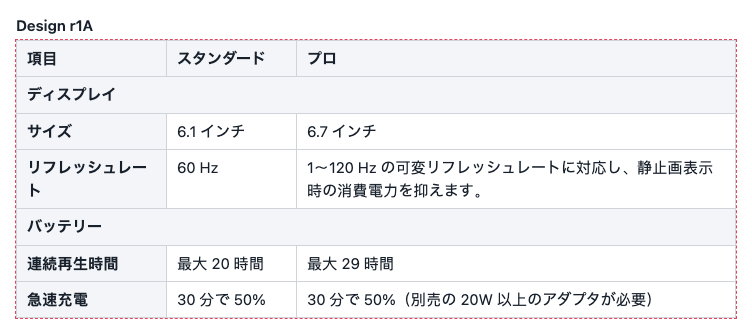 Design r1A
項目 スタンダード プロ
ディスプレイ
サイズ 6.1 インチ 6.7 インチ
リフレッシュレー 60 Hz 1〜120 Hz の可変リフレッシュレートに対応し、静止画表示
ト 時の消費電力を抑えます。
バッテリー
連続再生時間 最大 20 時間 最大 29 時間
急速充電 30 分で 50% 30 分で 50%（別売の 20W 以上のアダプタが必要）